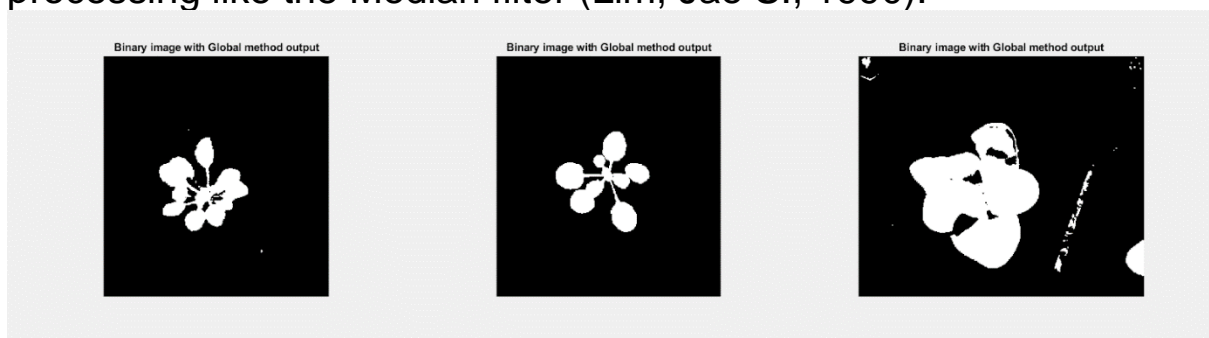 processing like the Median filter (Lim, Jae S., 1990).
Binary image with Global method output
Binary image with Global method output
Binary image with Global method output